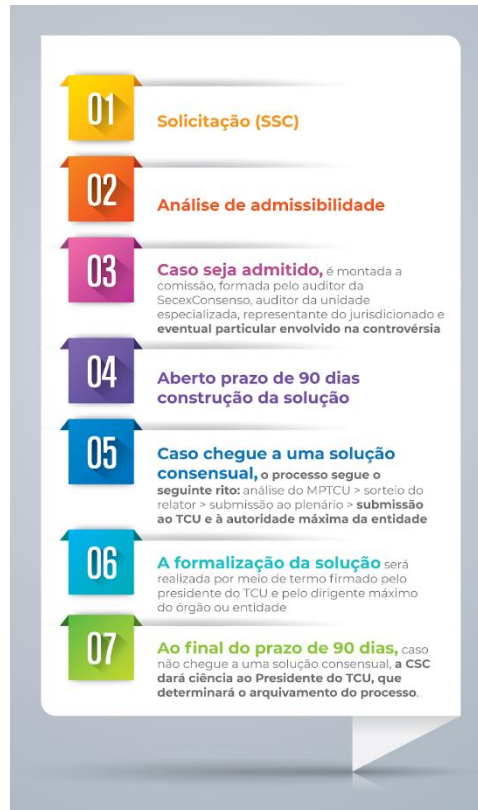 01
Solicitação (SSC)
02
Análise de admissibilidade
03
Caso seja admitido, é montada a
comissão, formada pelo auditor da
SecexConsenso, auditor da unidade
especializada, representante do jurisdicionado e
eventual particular envolvido na controvérsia
04
Aberto prazo de 90 dias
construção da solução
05
Caso chegue a uma solução
consensual, o processo segue o
seguinte rito: análise do MPTCU > sorteio do
relator > submissão ao plenário > submissão
ao TCU e à autoridade máxima da entidade
06
A formalização da solução será
realizada por meio de termo firmado pelo
presidente do TCU e pelo dirigente máximo
do órgão ou entidade
07
Ao final do prazo de 90 dias, caso
não chegue a uma solução consensual, a CSC
dará ciência ao Presidente do TCU, que
determinará o arquivamento do processo.